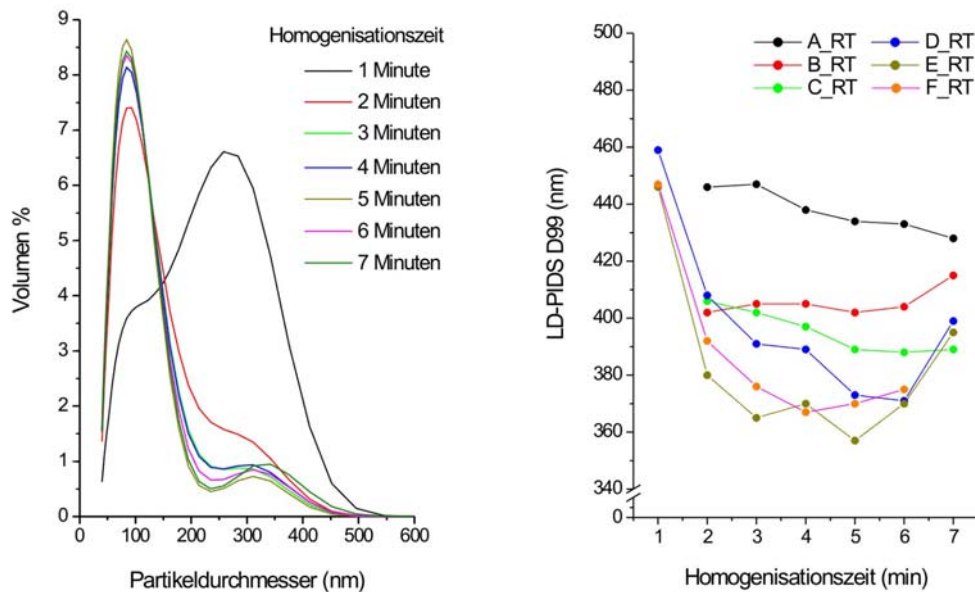 9
8
7
6
5
4
3
2
1
0
Volumen %
0 100 200 300 400 500 600
Partikeldurchmesser (nm)
Homogenisationszeit
1 Minute
2 Minuten
3 Minuten
4 Minuten
5 Minuten
6 Minuten
7 Minuten
500
480
460
440
420
400
380
360
340
0
LD-PIDS D99 (nm)
A_RT D_RT
B_RT E_RT
C_RT F_RT
1 2 3 4 5 6 7
Homogenisationszeit (min)